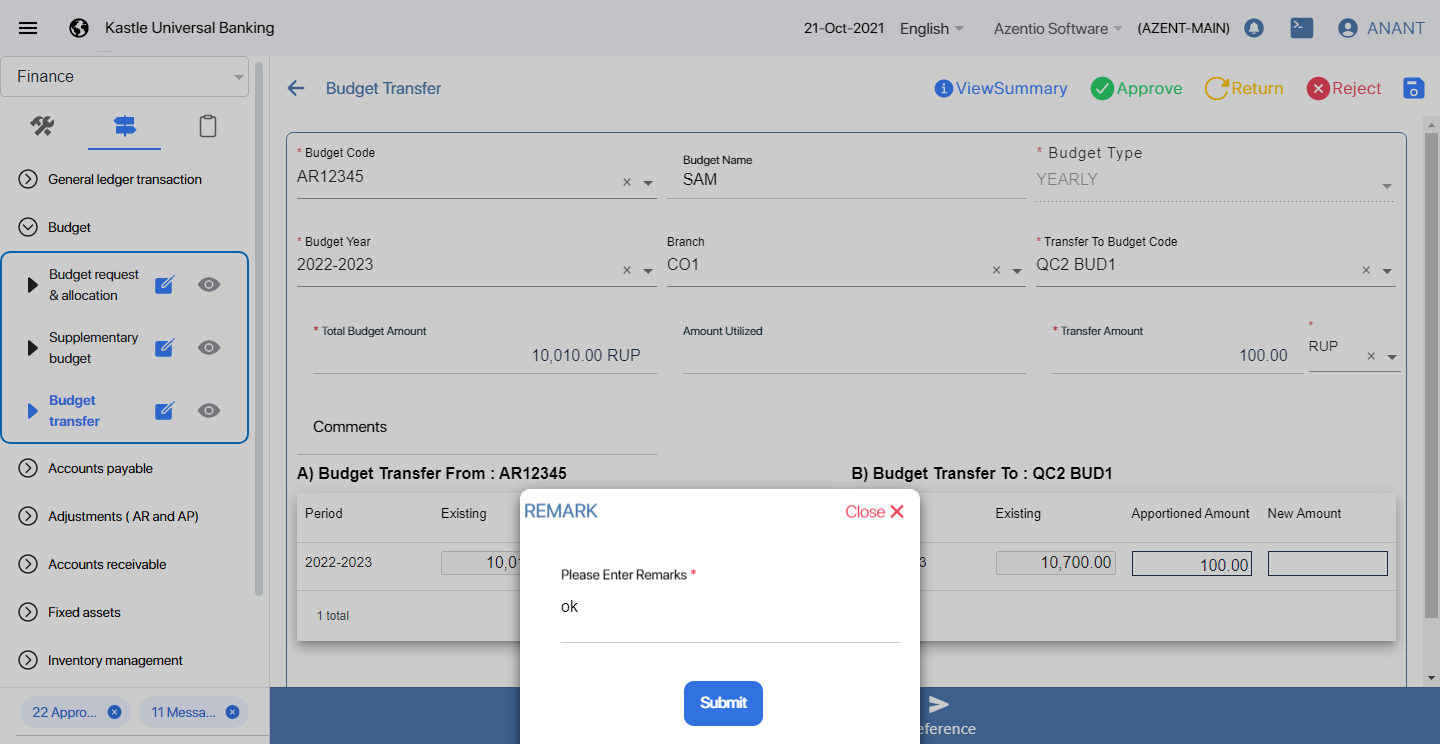 Kastle Universal Banking
21-Oct-2021 English Azentio Software (AZENT-MAIN) ANANT
Finance
General ledger transaction
Budget
Budget request
& allocation
Supplementary
budget
Budget
transfer
Accounts payable
Adjustments ( AR and AP)
Accounts receivable
Fixed assets
Inventory management
22 Appro... 11 Messa...
Budget Transfer
ViewSummary Approve Return Reject
* Budget Code
AR12345
Budget Name
SAM
* Budget Type
YEARLY
* Budget Year
2022-2023
Branch
CO1
* Transfer To Budget Code
QC2 BUD1
* Total Budget Amount
10,010.00 RUP
Amount Utilized
* Transfer Amount
100.00
*
RUP
Comments
A) Budget Transfer From : AR12345
Period Existing
2022-2023 10,01
1 total
B) Budget Transfer To : QC2 BUD1
Existing Apportioned Amount New Amount
3 10,700.00 100.00
REMARK
Close
Please Enter Remarks *
ok
Submit
eference